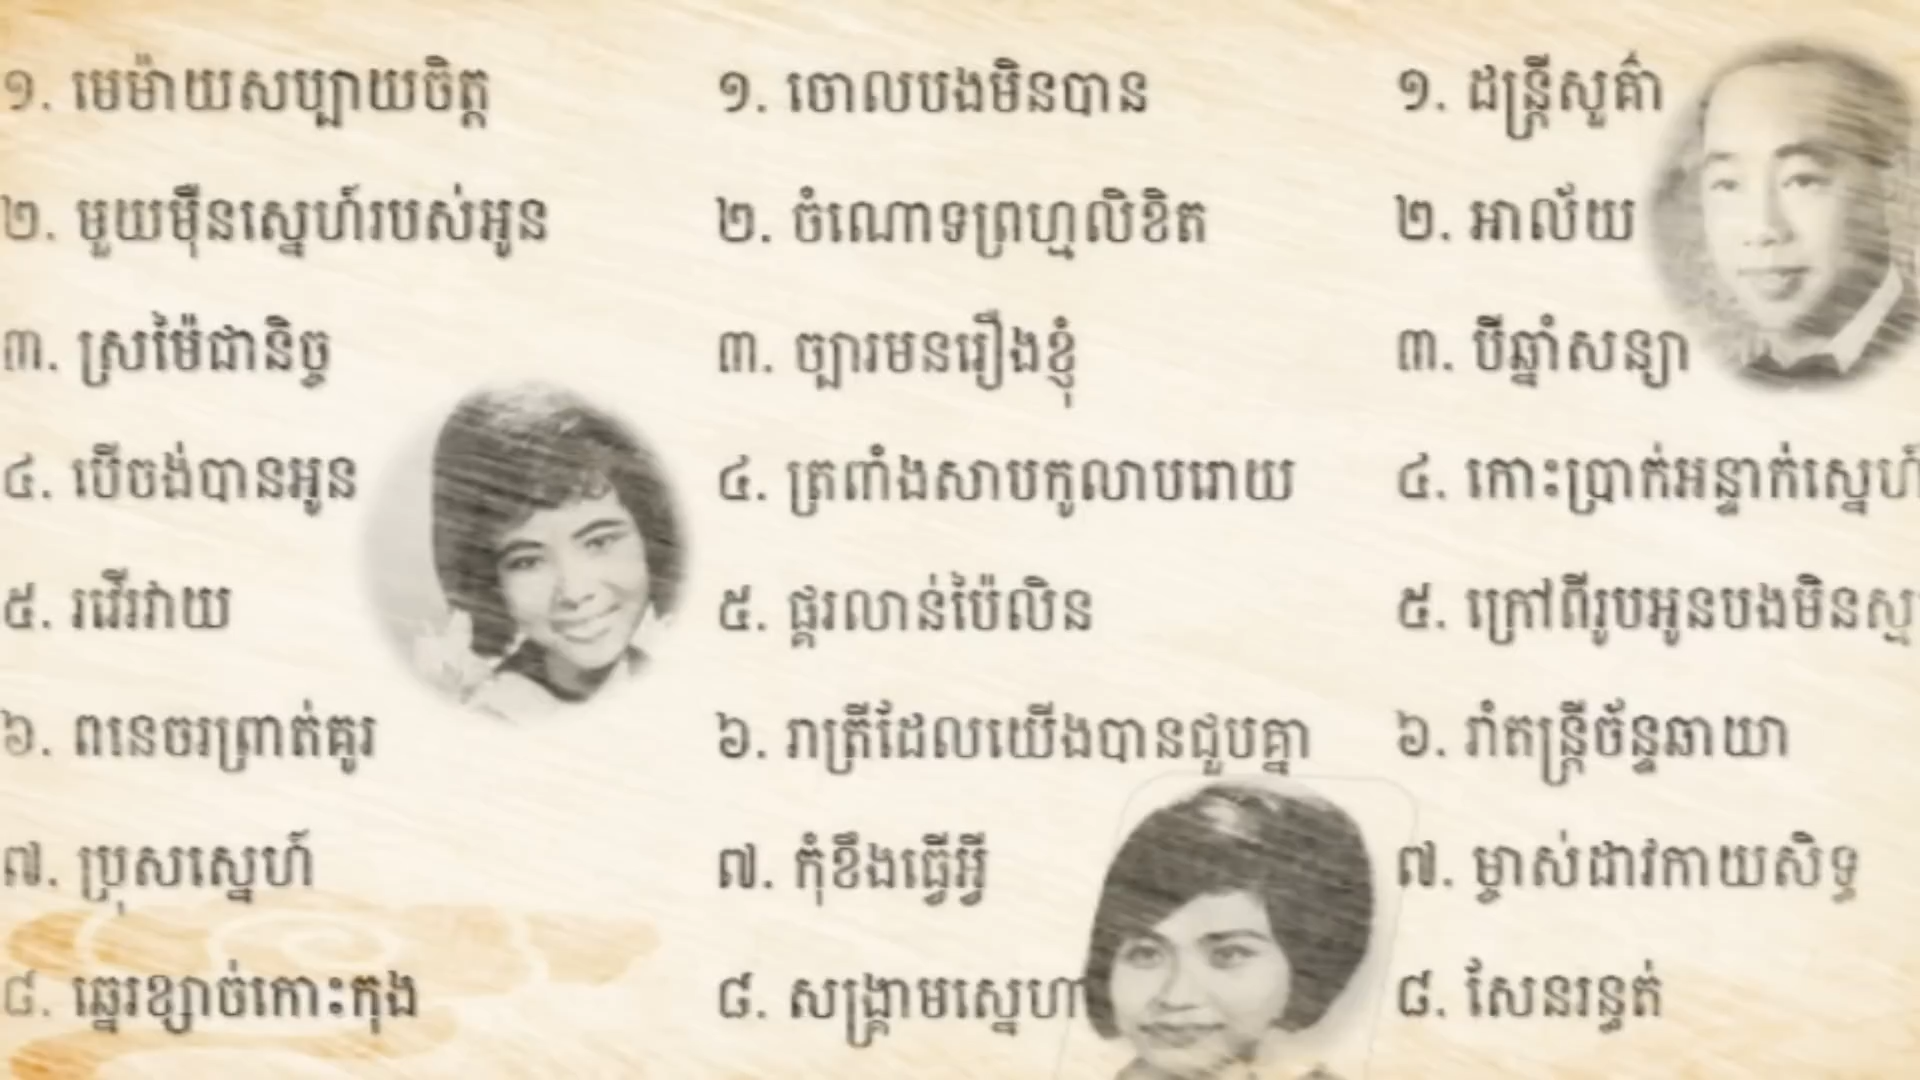 ១. មេម៉ាយសប្បាយចិត្ត
២. មួយម៉ឺនស្នេហ៍របស់អូន
៣. ស្រម៉ៃជានិច្ច
៤. បើចង់បានអូន
៥. រវើរវាយ
៦. ពនេចរព្រាត់គូរ
៧. ប្រុសស្នេហ៍
៨. ឆ្នេរខ្សាច់កោះកុង
១. ចោលបងមិនបាន
២. ចំណោទព្រហ្មលិខិត
៣. ច្បារមនរឿងខ្ញុំ
៤. ត្រពាំងសាបកូលាបរោយ
៥. ផ្គរលាន់ប៉ៃលិន
៦. រាត្រីដែលយើងបានជួបគ្នា
៧. កុំខឹងធ្វើអ្វី
៨. សង្គ្រាមស្នេហា
១. ដន្ត្រីសួគ៌ា
២. អាល័យ
៣. បីឆ្នាំសន្យា
៤. កោះប្រាក់អន្ទាក់ស្នេហ៍
៥. ក្រៅពីរូបអូនបងមិនស្ម
៦. រាំតន្ត្រីច័ន្ទឆាយា
៧. ម្ចាស់ដាវកាយសិទ្ធ
៨. សែនរន្ធត់